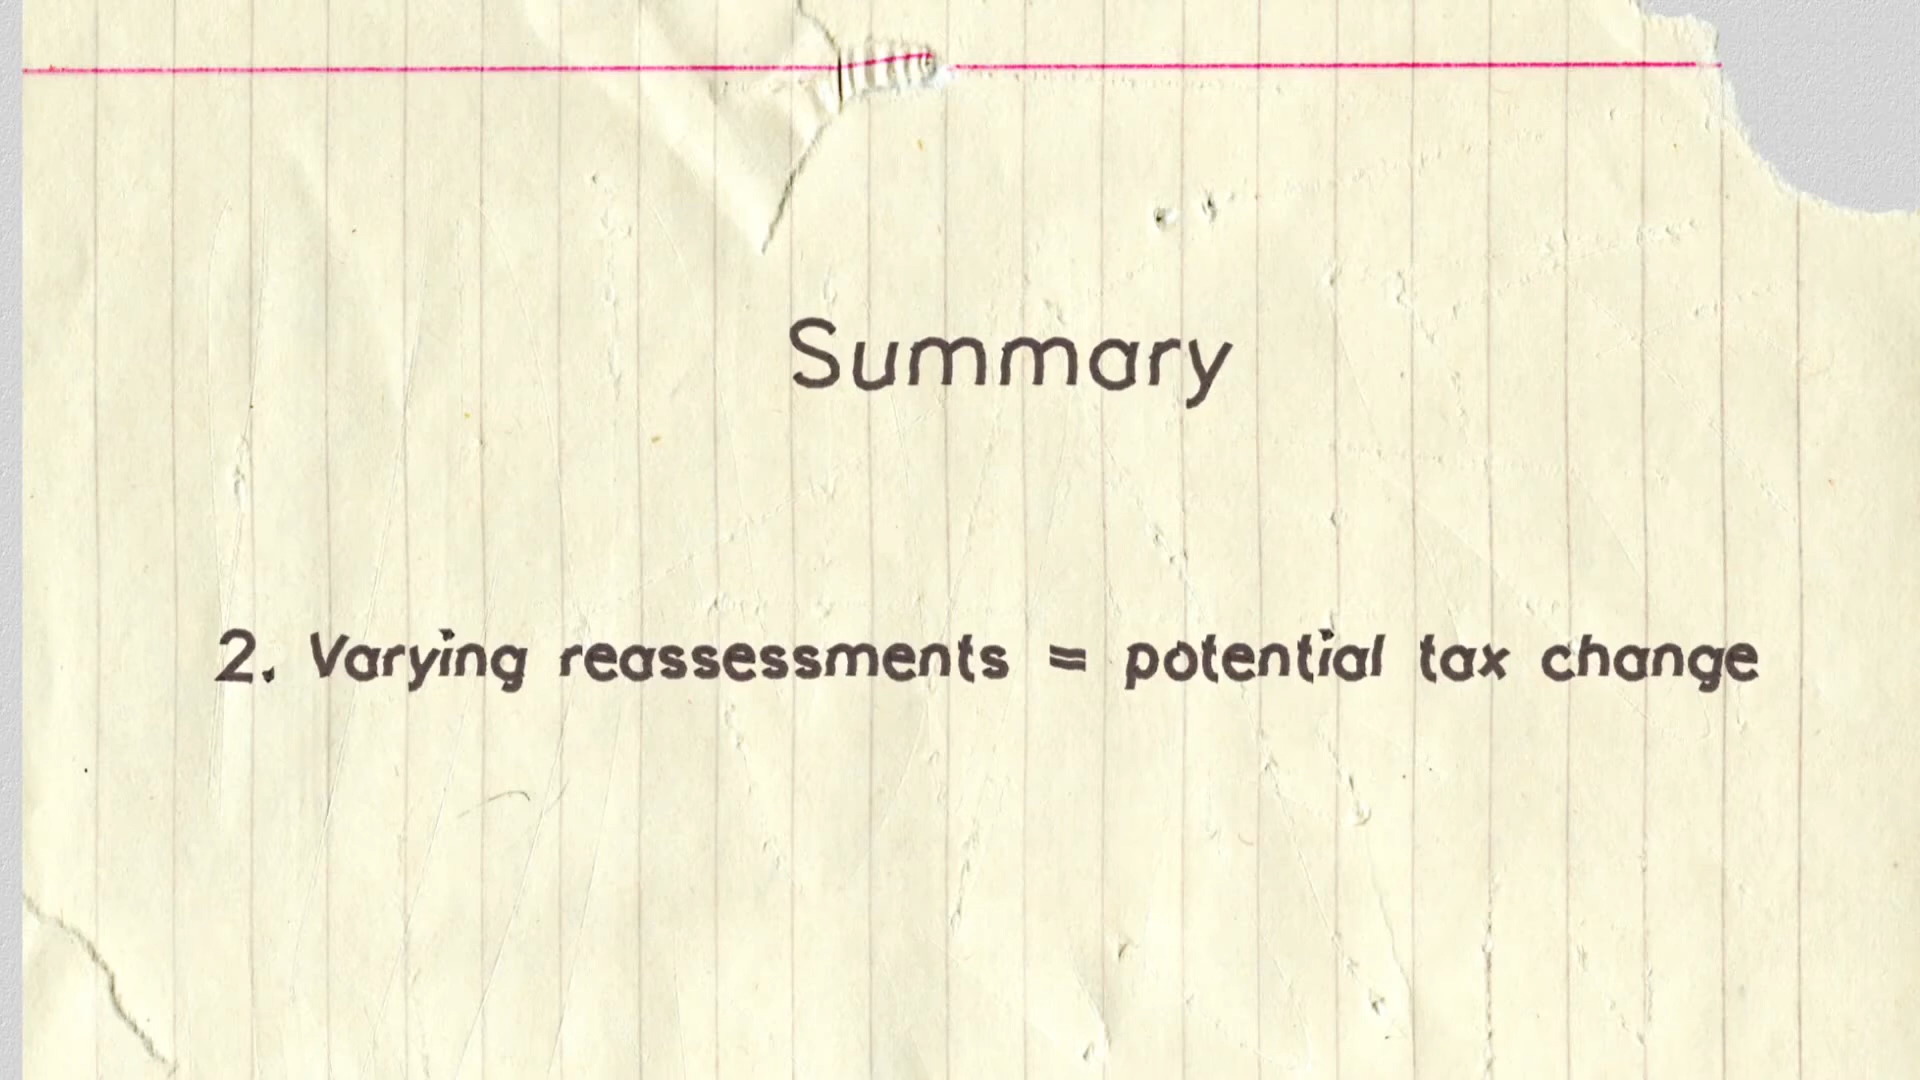 Summary
2. Varying reassessments = potential tax change